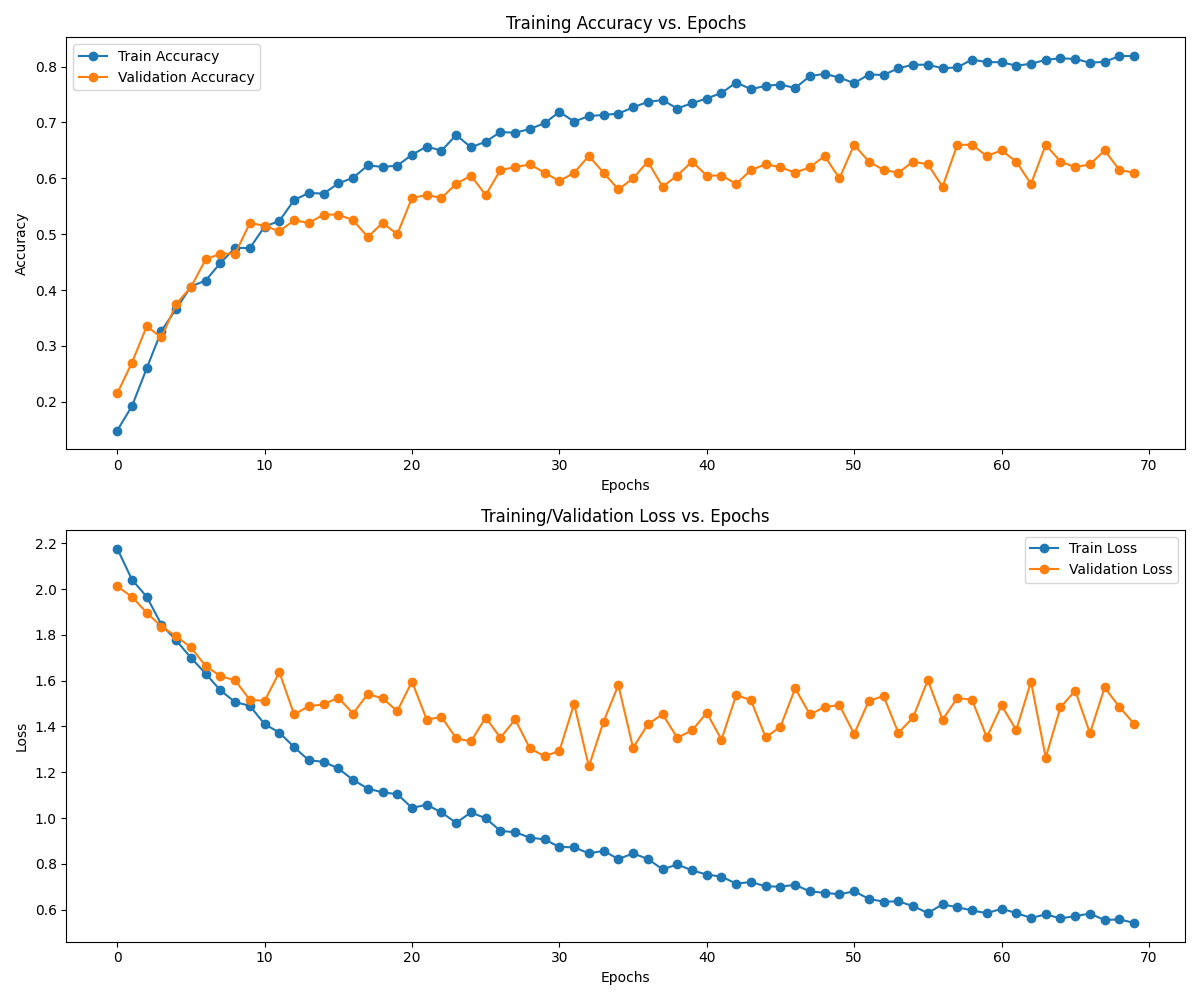 Training Accuracy vs. Epochs
Train Accuracy
Validation Accuracy
Accuracy
0.8
0.7
0.6
0.5
0.4
0.3
0.2
0 10 20 30 40 50 60 70
Epochs
Training/Validation Loss vs. Epochs
Train Loss
Validation Loss
Loss
2.2
2.0
1.8
1.6
1.4
1.2
1.0
0.8
0.6
0 10 20 30 40 50 60 70
Epochs